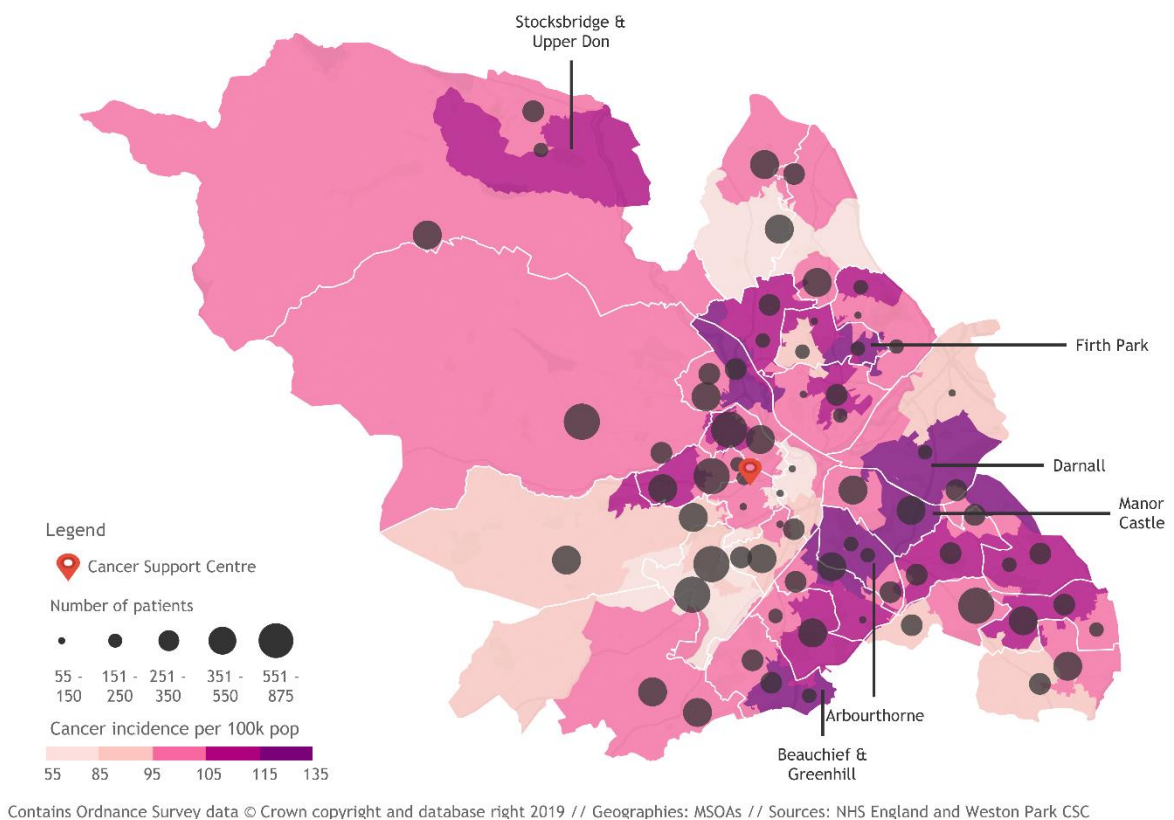 Stocksbridge &
Upper Don
Firth Park
Darnall
Manor
Castle
Arbourthorne
Beauchief &
Greenhill
Legend
Cancer Support Centre
Number of patients
55 - 151 - 251 - 351 - 551 -
150 250 350 550 875
Cancer incidence per 100k pop
55 85 95 105 115 135
Contains Ordnance Survey data © Crown copyright and database right 2019 // Geographies: MSOAs // Sources: NHS England and Weston Park CSC